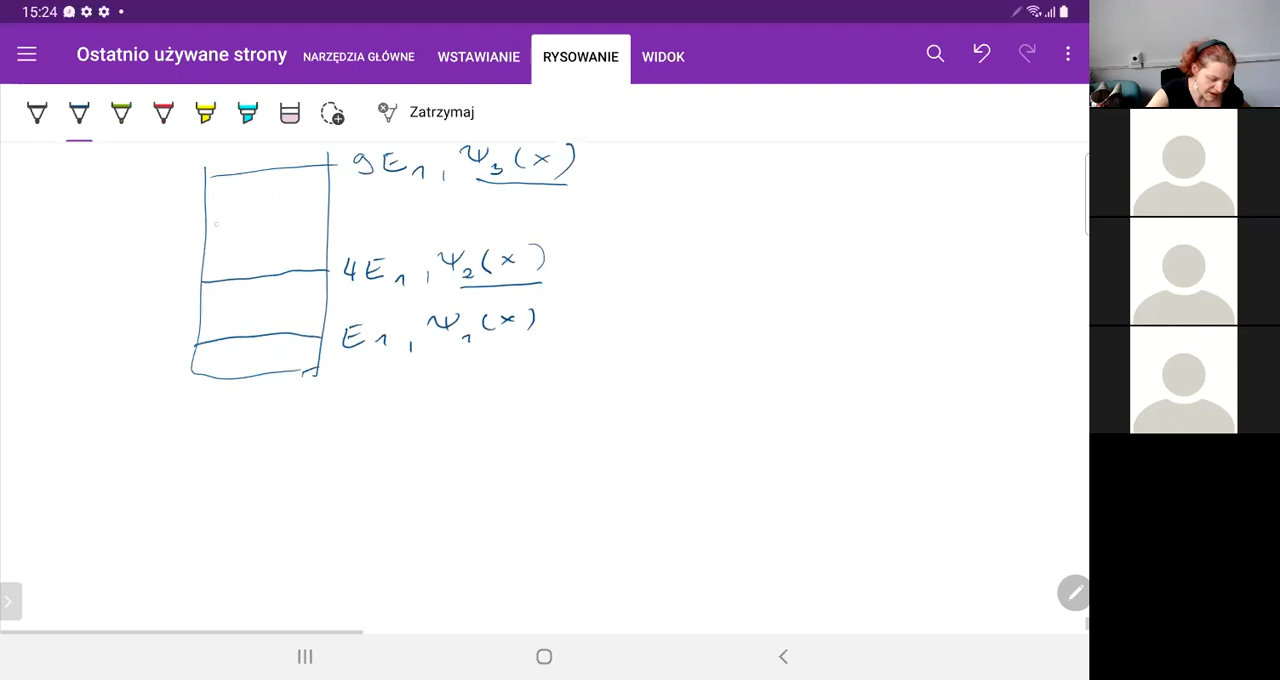 15:24
Ostatnio używane strony NARZĘDZIA GŁÓWNE WSTAWIANIE RYSOWANIE WIDOK
Zatrzymaj
9E₁, Ψ₃(x)
4E₁, Ψ₂(x)
E₁, Ψ₁(x)